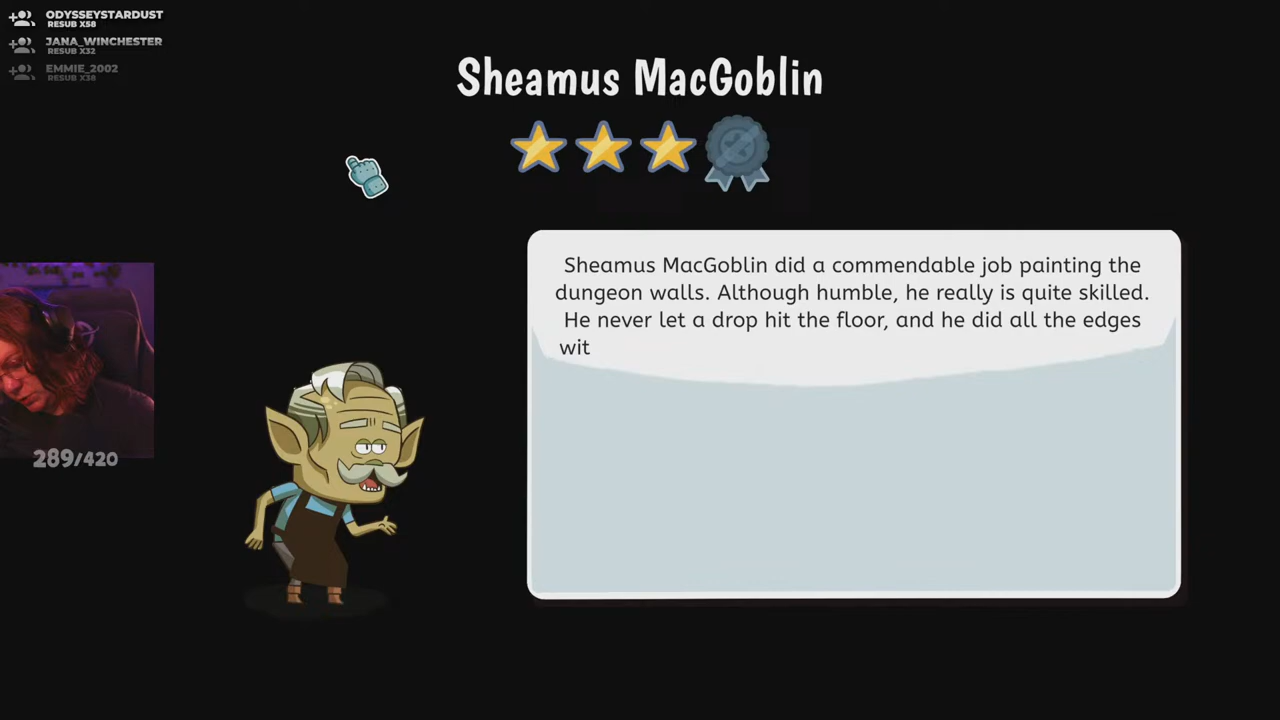 ODYSSEYSTARDUST
RESUB X58
JANA_WINCHESTER
RESUB X32
EMMIE_2002
RESUB X38
Sheamus MacGoblin
Sheamus MacGoblin did a commendable job painting the
dungeon walls. Although humble, he really is quite skilled.
He never let a drop hit the floor, and he did all the edges
wit
289/420